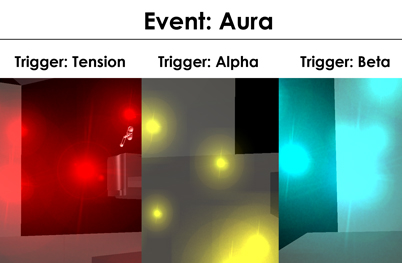 Event: Aura
Trigger: Tension
Trigger: Alpha
Trigger: Beta